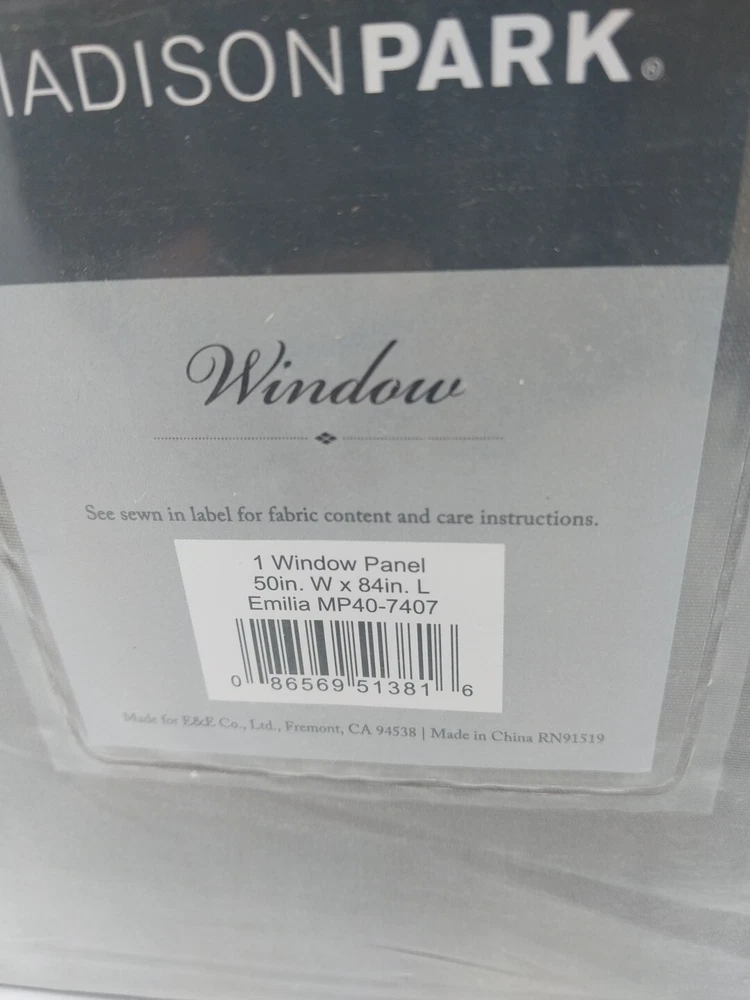 MADISONPARK®
Window
See sewn in label for fabric content and care instructions.
1 Window Panel
50in. W x 84in. L
Emilia MP40-7407
0 86569 51381 6
Made for E&E Co., Ltd., Fremont, CA 94538 | Made in China RN91519